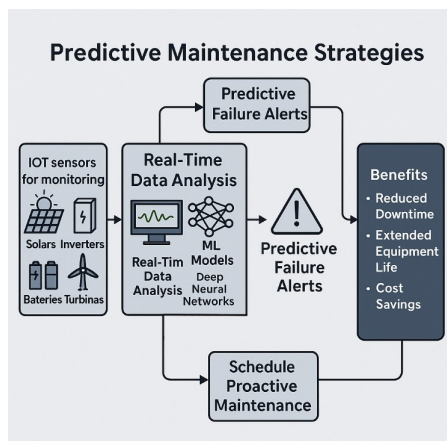 Predictive Maintenance Strategies
Predictive
Failure Alerts
IOT sensors
for monitoring
Solars Inverters
Bateries Turbinas
Real-Time
Data Analysis
Real-Tim
Data
Analysis
ML
Models
Deep
Neural
Networks
Predictive
Failure
Alerts
Benefits
• Reduced
Downtime
• Extended
Equipment
Life
• Cost
Savings
Schedule
Proactive
Maintenance